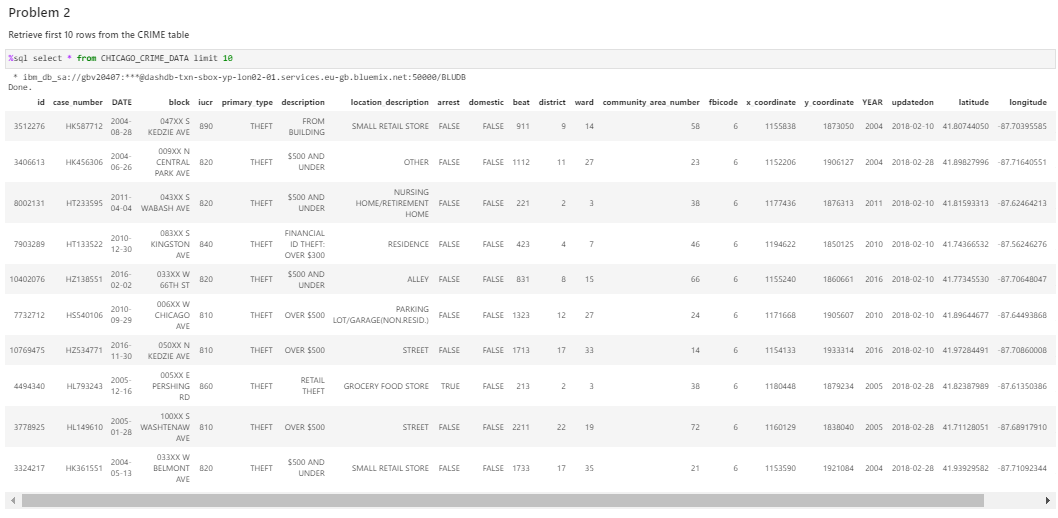 Problem 2
Retrieve first 10 rows from the CRIME table
%sql select * from CHICAGO_CRIME_DATA limit 10
* ibm_db_sa://gbv20407:***@dashdb-txn-sbox-yp-lon02-01.services.eu-gb.bluemix.net:50000/BLUDB
Done.
id case_number DATE block iucr primary_type description location_description arrest domestic beat district ward community_area_number fbicode x_coordinate y_coordinate YEAR updatedon latitude longitude
3512276 HK587712 2004-08-28 047XX S KEDZIE AVE 890 THEFT FROM BUILDING SMALL RETAIL STORE FALSE FALSE 911 9 14 58 6 1155838 1873050 2004 2018-02-10 41.80744050 -87.70395585
3406613 HK456306 2004-06-26 009XX N CENTRAL PARK AVE 820 THEFT $500 AND UNDER OTHER FALSE FALSE 1112 11 27 23 6 1152206 1906127 2004 2018-02-28 41.89827996 -87.71640551
8002131 HT233595 2011-04-04 043XX S WABASH AVE 820 THEFT $500 AND UNDER NURSING HOME/RETIREMENT HOME FALSE FALSE 221 2 3 38 6 1177436 1876313 2011 2018-02-10 41.81593313 -87.62464213
7903289 HT133522 2010-12-30 083XX S KINGSTON AVE 840 THEFT FINANCIAL ID THEFT: OVER $300 RESIDENCE FALSE FALSE 423 4 7 46 6 1194622 1850125 2010 2018-02-10 41.74366532 -87.56246276
10402076 HZ138551 2016-02-02 033XX W 66TH ST 820 THEFT $500 AND UNDER ALLEY FALSE FALSE 831 8 15 66 6 1155240 1860661 2016 2018-02-10 41.77345530 -87.70648047
7732712 HS540106 2010-09-29 006XX W CHICAGO AVE 810 THEFT OVER $500 PARKING LOT/GARAGE(NON.RESID.) FALSE FALSE 1323 12 27 24 6 1171668 1905607 2010 2018-02-10 41.89644677 -87.64493868
10769475 HZ534771 2016-11-30 050XX N KEDZIE AVE 810 THEFT OVER $500 STREET FALSE FALSE 1713 17 33 14 6 1154133 1933314 2016 2018-02-10 41.97284491 -87.70860008
4494340 HL793243 2005-12-16 005XX E PERSHING RD 860 THEFT RETAIL THEFT GROCERY FOOD STORE TRUE FALSE 213 2 3 38 6 1180448 1879234 2005 2018-02-28 41.82387989 -87.61350386
3778925 HL149610 2005-01-28 100XX S WASHTENAW AVE 810 THEFT OVER $500 STREET FALSE FALSE 2211 22 19 72 6 1160129 1838040 2005 2018-02-28 41.71128051 -87.68917910
3324217 HK361551 2004-05-13 033XX W BELMONT AVE 820 THEFT $500 AND UNDER SMALL RETAIL STORE FALSE FALSE 1733 17 35 21 6 1153590 1921084 2004 2018-02-28 41.93929582 -87.71092344